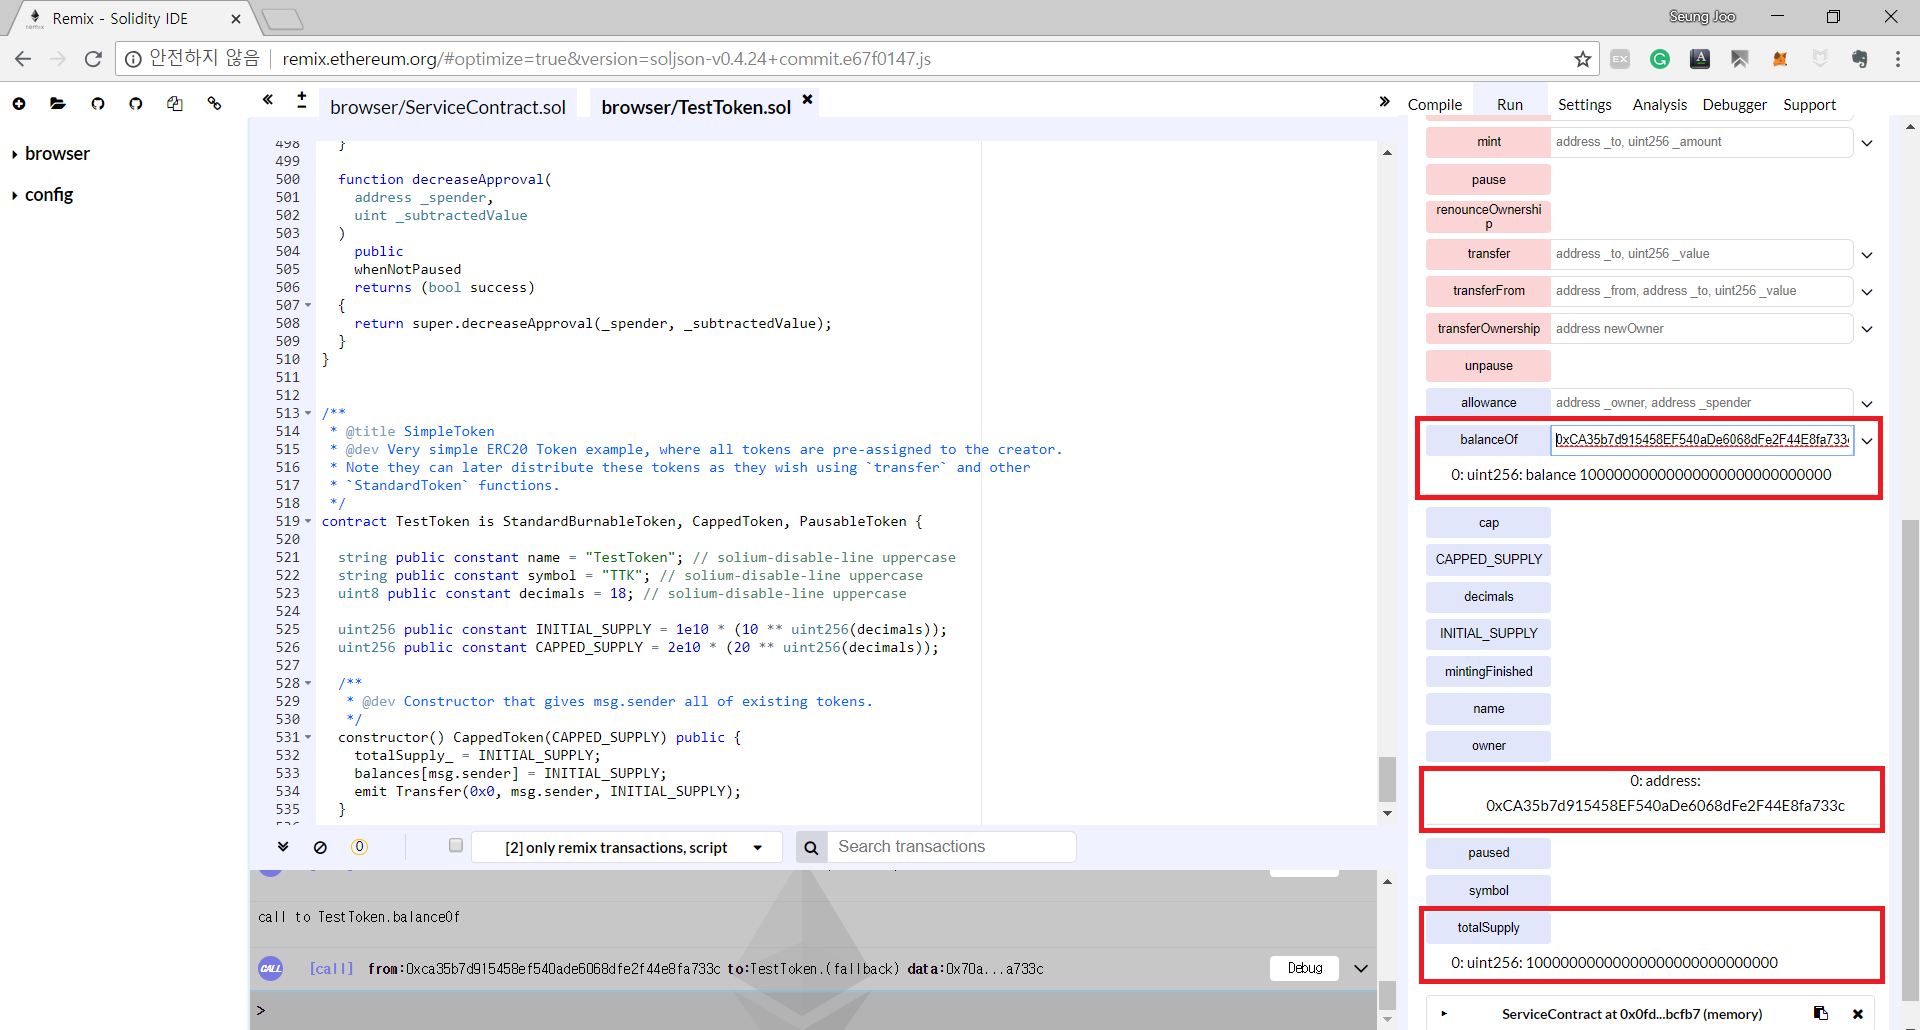 Remix - Solidity IDE
Seung Joo
안전하지 않음
remix.ethereum.org/#optimize=true&version=soljson-v0.4.24+commit.e67f0147.js
browser/ServiceContract.sol
browser/TestToken.sol
Compile
Run
Settings
Analysis
Debugger
Support
browser
config
498 }
499
500 function decreaseApproval(
501 address _spender,
502 uint _subtractedValue
503 )
504 public
505 whenNotPaused
506 returns (bool success)
507 {
508 return super.decreaseApproval(_spender, _subtractedValue);
509 }
510 }
511
512
513 /**
514 * @title SimpleToken
515 * @dev Very simple ERC20 Token example, where all tokens are pre-assigned to the creator.
516 * Note they can later distribute these tokens as they wish using `transfer` and other
517 * `StandardToken` functions.
518 */
519 contract TestToken is StandardBurnableToken, CappedToken, PausableToken {
520
521 string public constant name = "TestToken"; // solium-disable-line uppercase
522 string public constant symbol = "TTK"; // solium-disable-line uppercase
523 uint8 public constant decimals = 18; // solium-disable-line uppercase
524
525 uint256 public constant INITIAL_SUPPLY = 1e10 * (10 ** uint256(decimals));
526 uint256 public constant CAPPED_SUPPLY = 2e10 * (20 ** uint256(decimals));
527
528 /**
529 * @dev Constructor that gives msg.sender all of existing tokens.
530 */
531 constructor() CappedToken(CAPPED_SUPPLY) public {
532 totalSupply_ = INITIAL_SUPPLY;
533 balances[msg.sender] = INITIAL_SUPPLY;
534 emit Transfer(0x0, msg.sender, INITIAL_SUPPLY);
535 }
0
[2] only remix transactions, script
Search transactions
call to TestToken.balanceOf
CALL
[call] from:0xca35b7d915458ef540ade6068dfe2f44e8fa733c to:TestToken.(fallback) data:0x70a...a733c
Debug
>
mint
address _to, uint256 _amount
pause
renounceOwnershi
p
transfer
address _to, uint256 _value
transferFrom
address _from, address _to, uint256 _value
transferOwnership
address newOwner
unpause
allowance
address _owner, address _spender
balanceOf
0xCA35b7d915458EF540aDe6068dFe2F44E8fa733c
0: uint256: balance 10000000000000000000000000000
cap
CAPPED_SUPPLY
decimals
INITIAL_SUPPLY
mintingFinished
name
owner
0: address:
0xCA35b7d915458EF540aDe6068dFe2F44E8fa733c
paused
symbol
totalSupply
0: uint256: 10000000000000000000000000000
ServiceContract at 0x0fd...bcfb7 (memory)